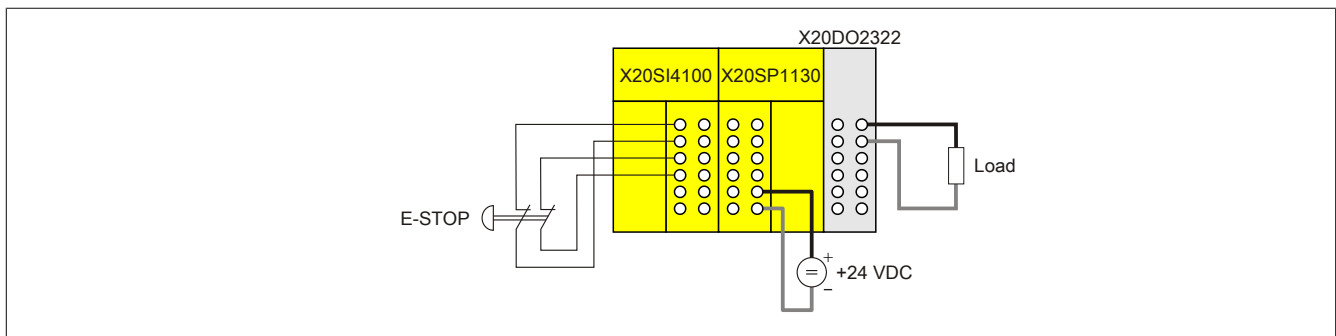 X20DO2322
X20SI4100
X20SP1130
Load
E-STOP
+
+24 VDC
=
−